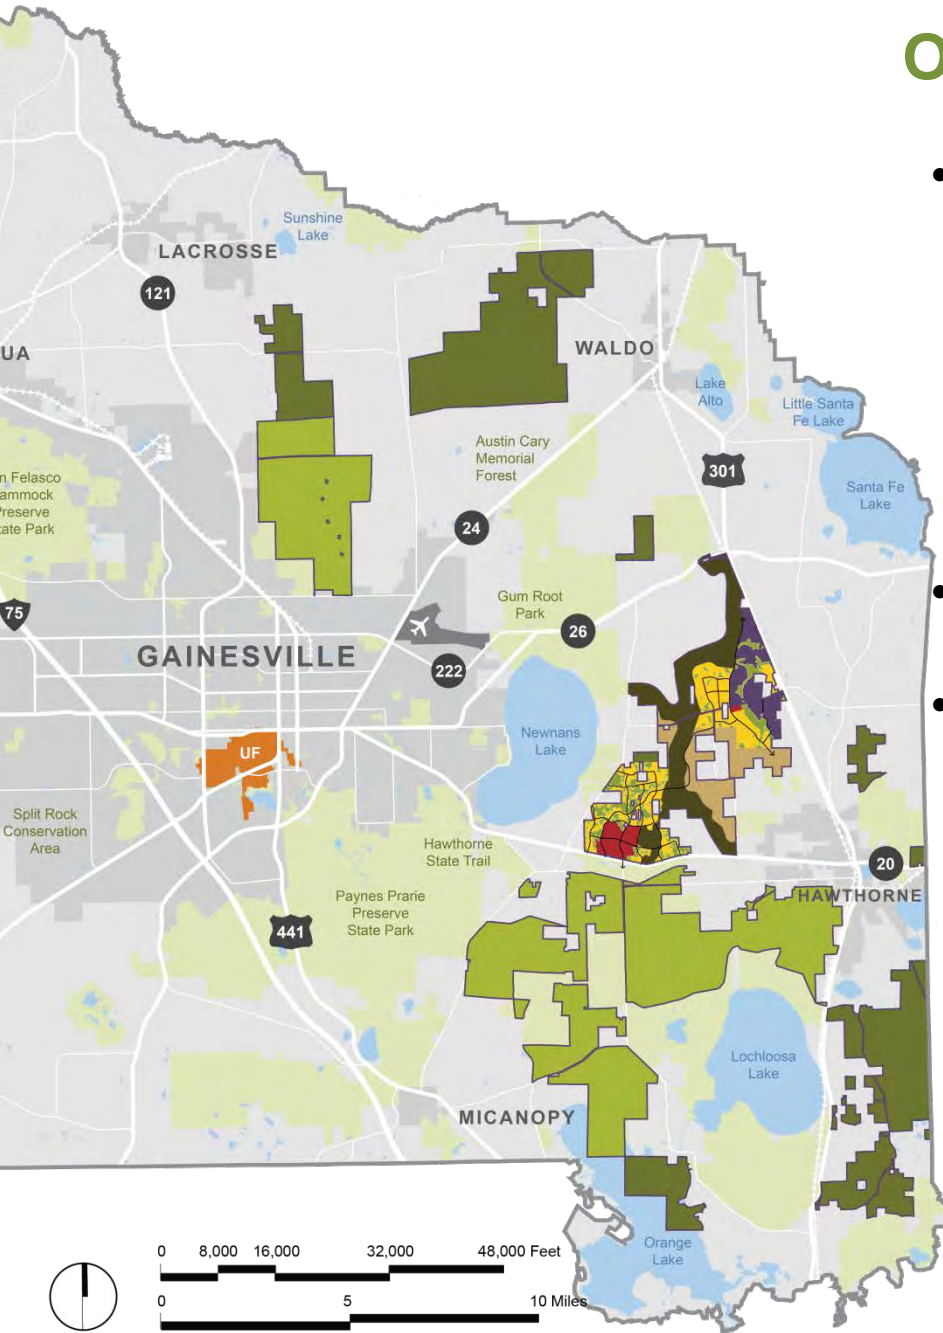 O
•
Sunshine
Lake
LACROSSE
121
UA
WALDO
Lake
Alto
Little Santa
Fe Lake
Austin Cary
Memorial
Forest
301
n Felasco
ammock
Preserve
tate Park
Santa Fe
Lake
24
75
Gum Root
Park
26
•
GAINESVILLE
222
•
UF
Newnans
Lake
Split Rock
Conservation
Area
Hawthorne
State Trail
20
HAWTHORNE
Paynes Prarie
Preserve
State Park
441
Lochloosa
Lake
MICANOPY
Orange
Lake
0 8,000 16,000 32,000 48,000 Feet
0 5 10 Miles